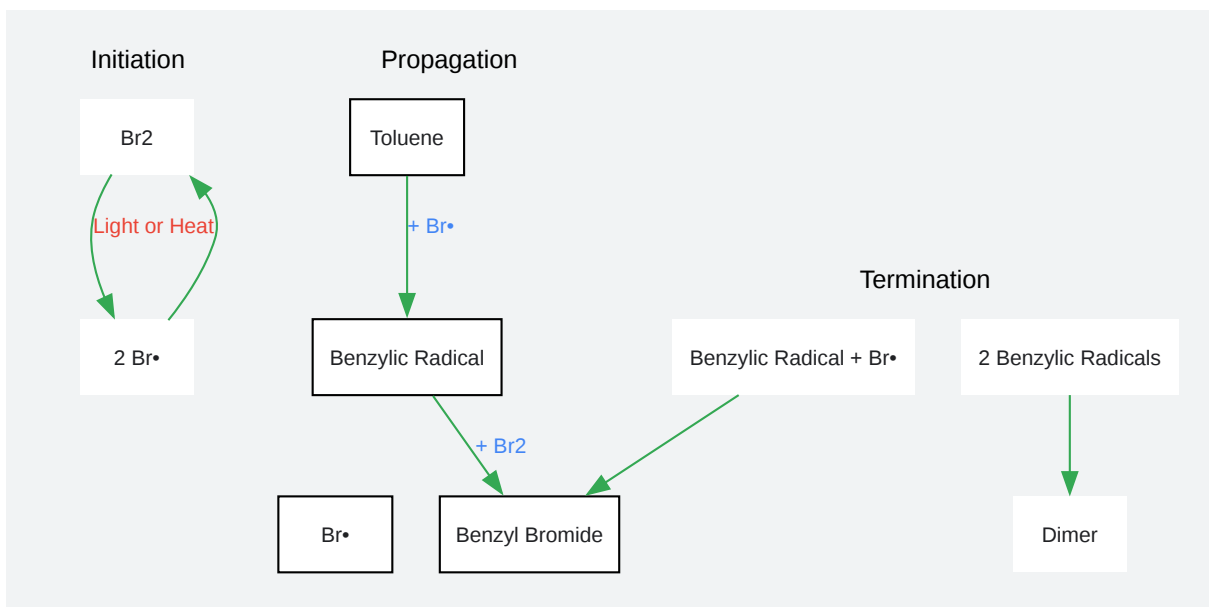 Initiation
Propagation
Br2
Toluene
Light or Heat
+ Br•
Termination
2 Br•
Benzylic Radical
Benzylic Radical + Br•
2 Benzylic Radicals
+ Br2
Br•
Benzyl Bromide
Dimer